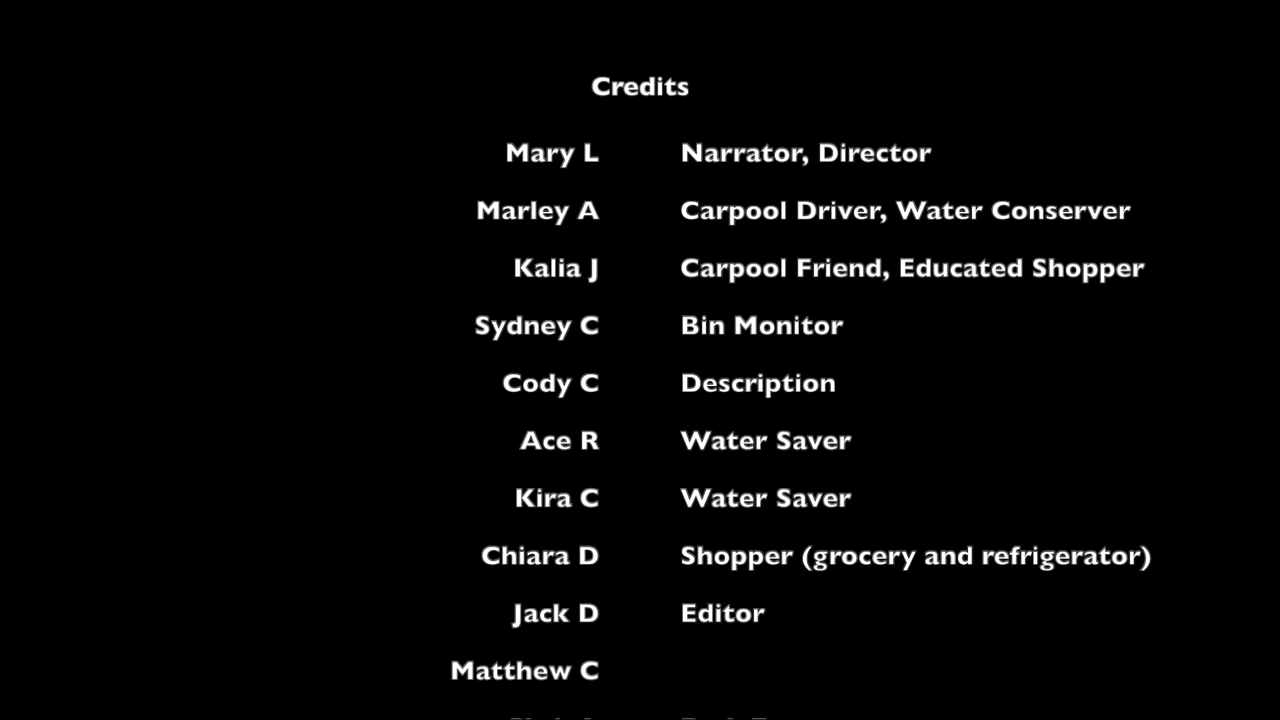 Credits
Mary L Narrator, Director
Marley A Carpool Driver, Water Conserver
Kalia J Carpool Friend, Educated Shopper
Sydney C Bin Monitor
Cody C Description
Ace R Water Saver
Kira C Water Saver
Chiara D Shopper (grocery and refrigerator)
Jack D Editor
Matthew C